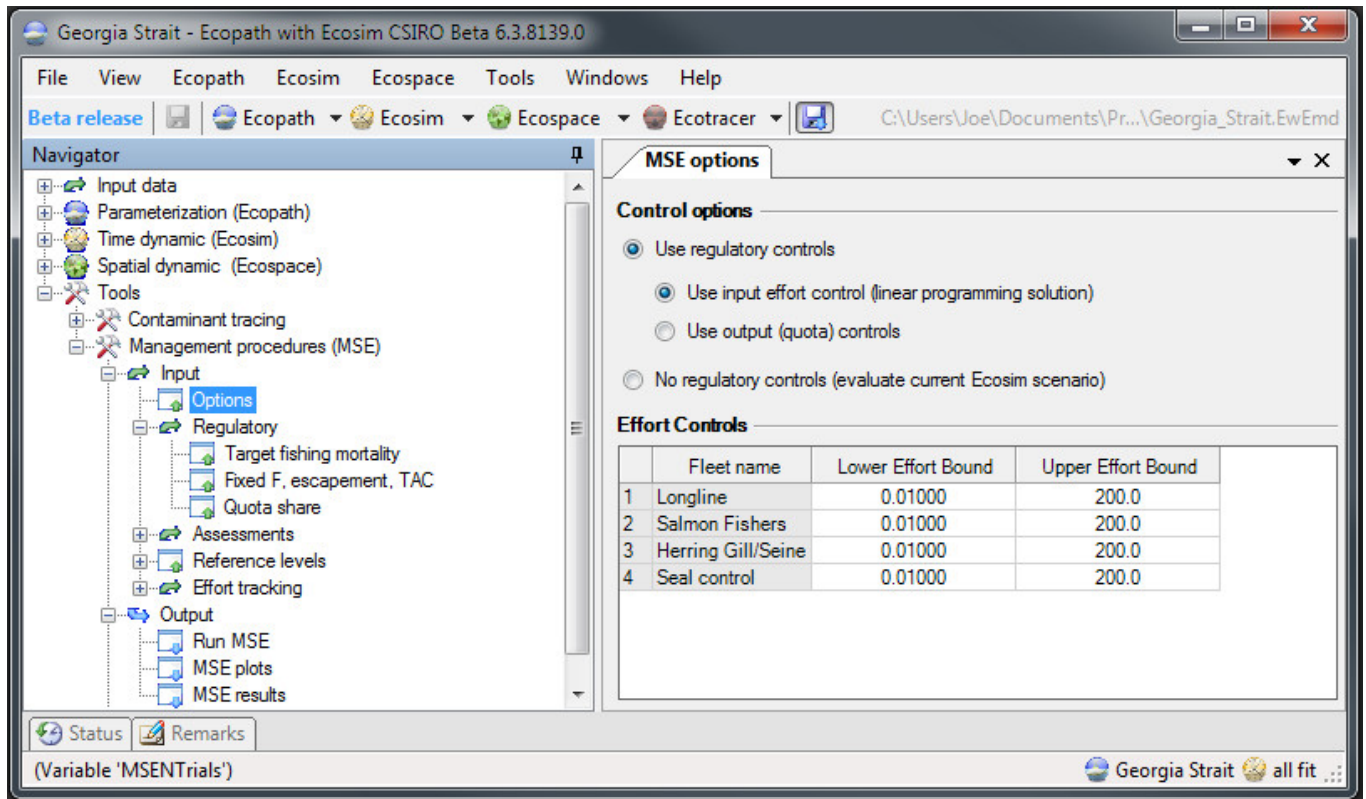 Georgia Strait - Ecopath with Ecosim CSIRO Beta 6.3.8139.0
File View Ecopath Ecosim Ecospace Tools Windows Help
Beta release Ecopath Ecosim Ecospace Ecotracer C:\Users\Joe\Documents\Pr...\Georgia_Strait.EwEmd
Navigator
Input data
Parameterization (Ecopath)
Time dynamic (Ecosim)
Spatial dynamic (Ecospace)
Tools
Contaminant tracing
Management procedures (MSE)
Input
Options
Regulatory
Target fishing mortality
Fixed F, escapement, TAC
Quota share
Assessments
Reference levels
Effort tracking
Output
Run MSE
MSE plots
MSE results
MSE options
Control options
Use regulatory controls
Use input effort control (linear programming solution)
Use output (quota) controls
No regulatory controls (evaluate current Ecosim scenario)
Effort Controls
Fleet name Lower Effort Bound Upper Effort Bound
1 Longline 0.01000 200.0
2 Salmon Fishers 0.01000 200.0
3 Herring Gill/Seine 0.01000 200.0
4 Seal control 0.01000 200.0
Status Remarks
(Variable 'MSENTrials') Georgia Strait all fit